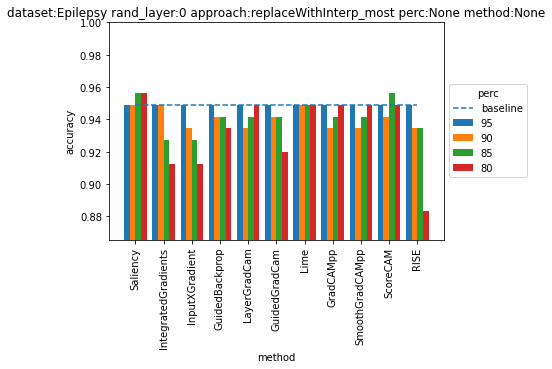 dataset:Epilepsy rand_layer:0 approach:replaceWithInterp_most perc:None method:None
1.00
0.98
0.96
0.94
0.92
0.90
0.88
accuracy
Saliency
IntegratedGradients
InputXGradient
GuidedBackprop
LayerGradCam
GuidedGradCam
Lime
GradCAMpp
SmoothGradCAMpp
ScoreCAM
RISE
method
perc
baseline
95
90
85
80